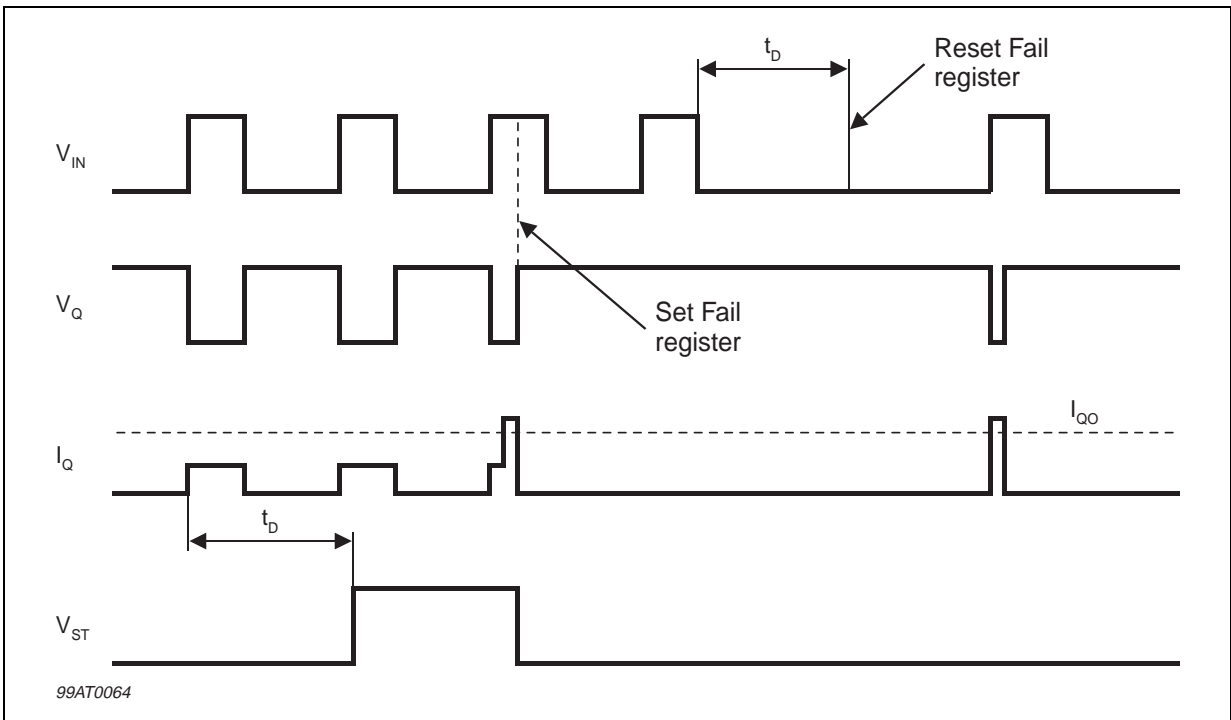 t_D
Reset Fail
register
V_IN
V_Q
Set Fail
register
I_QO
I_Q
t_D
V_ST
99AT0064